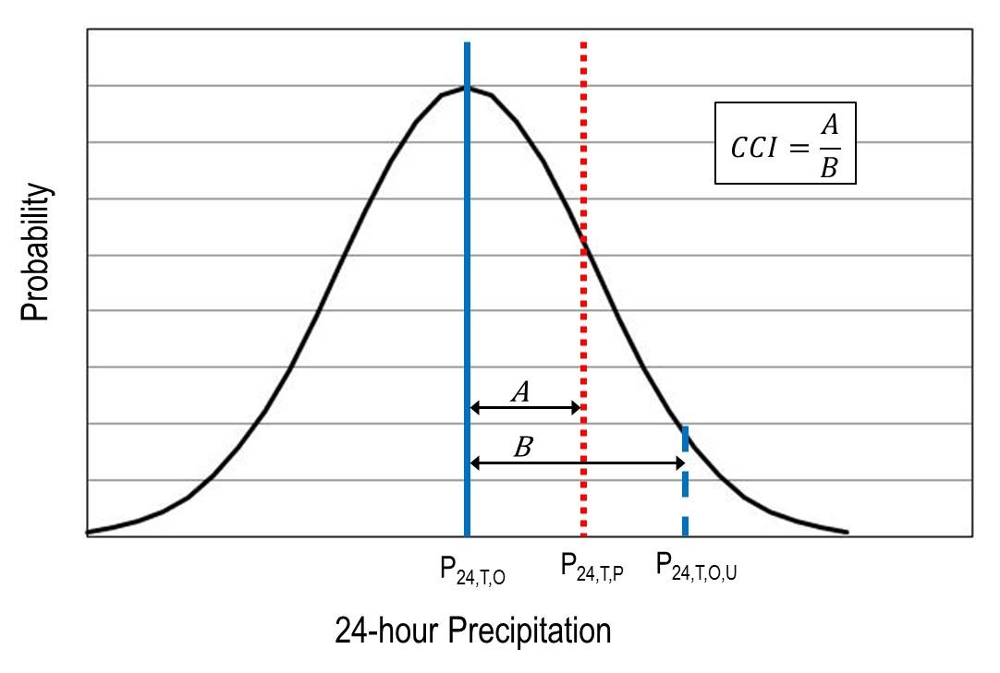 Probability
CCI = A/B
A
B
P24,T,O
P24,T,P
P24,T,O,U
24-hour Precipitation